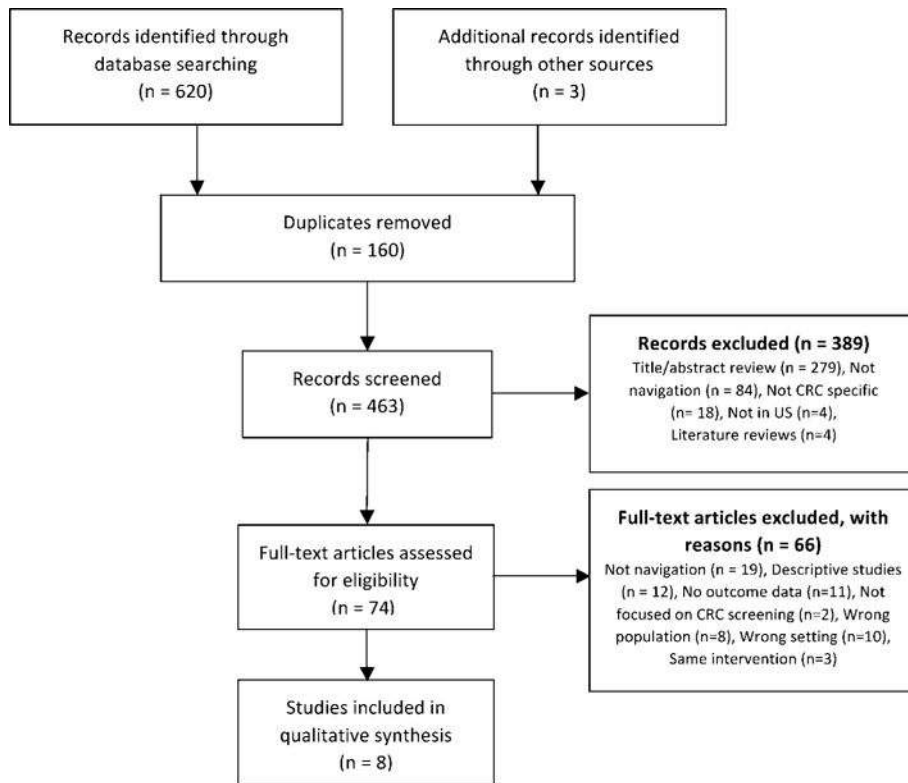 Records identified through
database searching
(n = 620)
Additional records identified
through other sources
(n = 3)
Duplicates removed
(n = 160)
Records screened
(n = 463)
Records excluded (n = 389)
Title/abstract review (n = 279), Not
navigation (n = 84), Not CRC specific
(n= 18), Not in US (n=4),
Literature reviews (n=4)
Full-text articles assessed
for eligibility
(n = 74)
Full-text articles excluded, with
reasons (n = 66)
Not navigation (n = 19), Descriptive studies
(n = 12), No outcome data (n=11), Not
focused on CRC screening (n=2), Wrong
population (n=8), Wrong setting (n=10),
Same intervention (n=3)
Studies included in
qualitative synthesis
(n = 8)